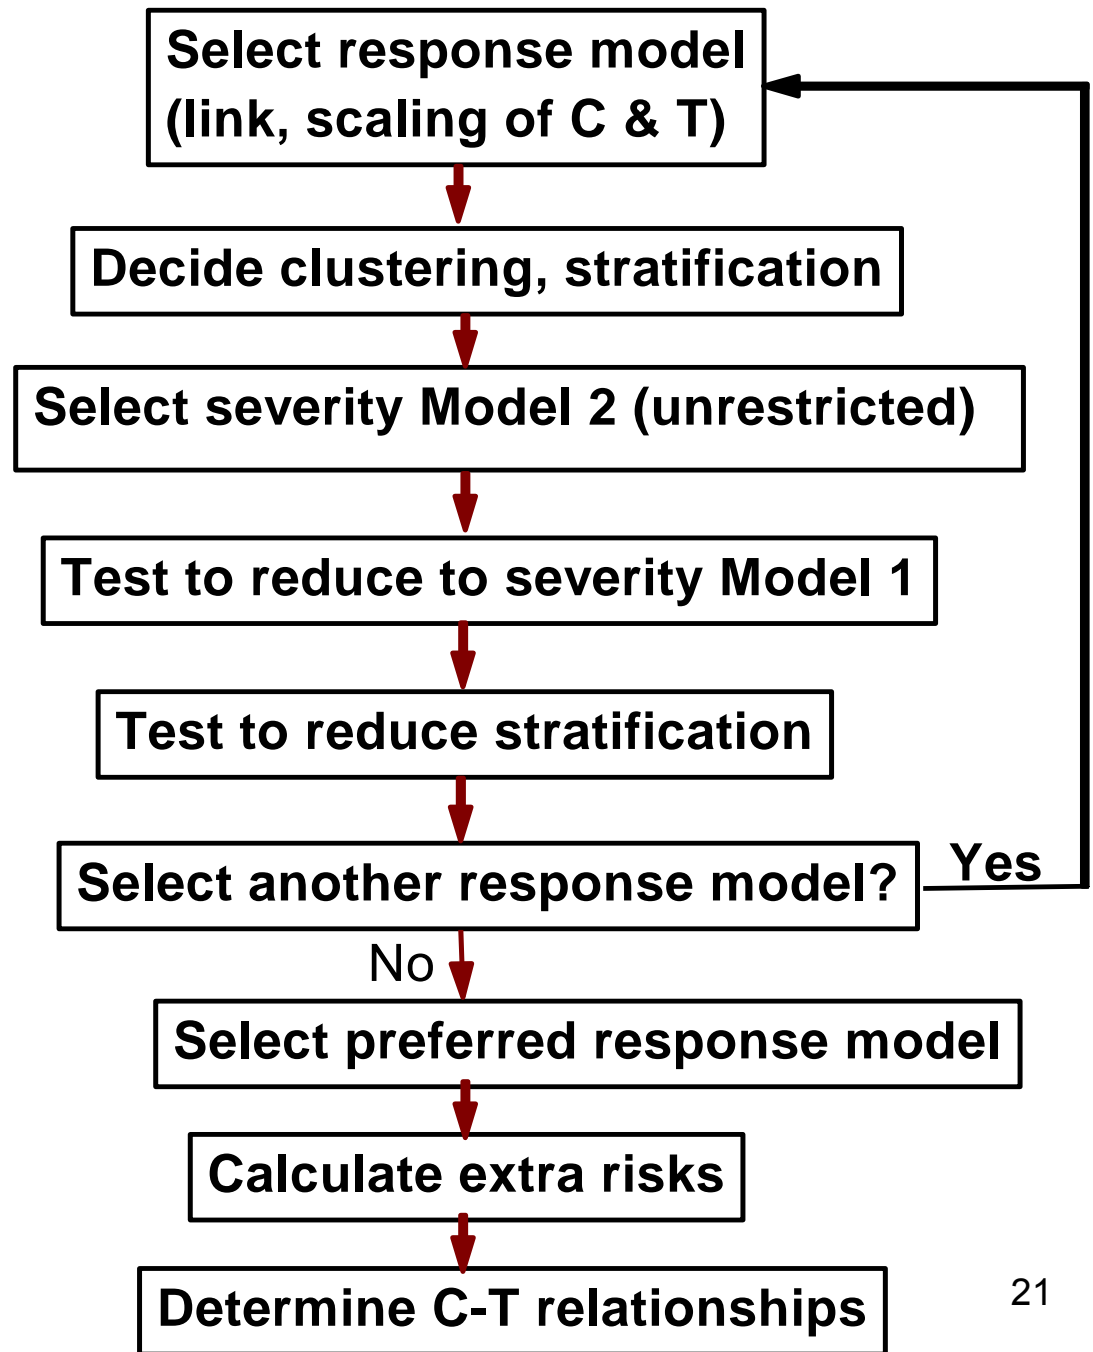 Select response model
(link, scaling of C & T)
Decide clustering, stratification
Select severity Model 2 (unrestricted)
Test to reduce to severity Model 1
Test to reduce stratification
Select another response model?
Yes
No
Select preferred response model
Calculate extra risks
Determine C-T relationships
21